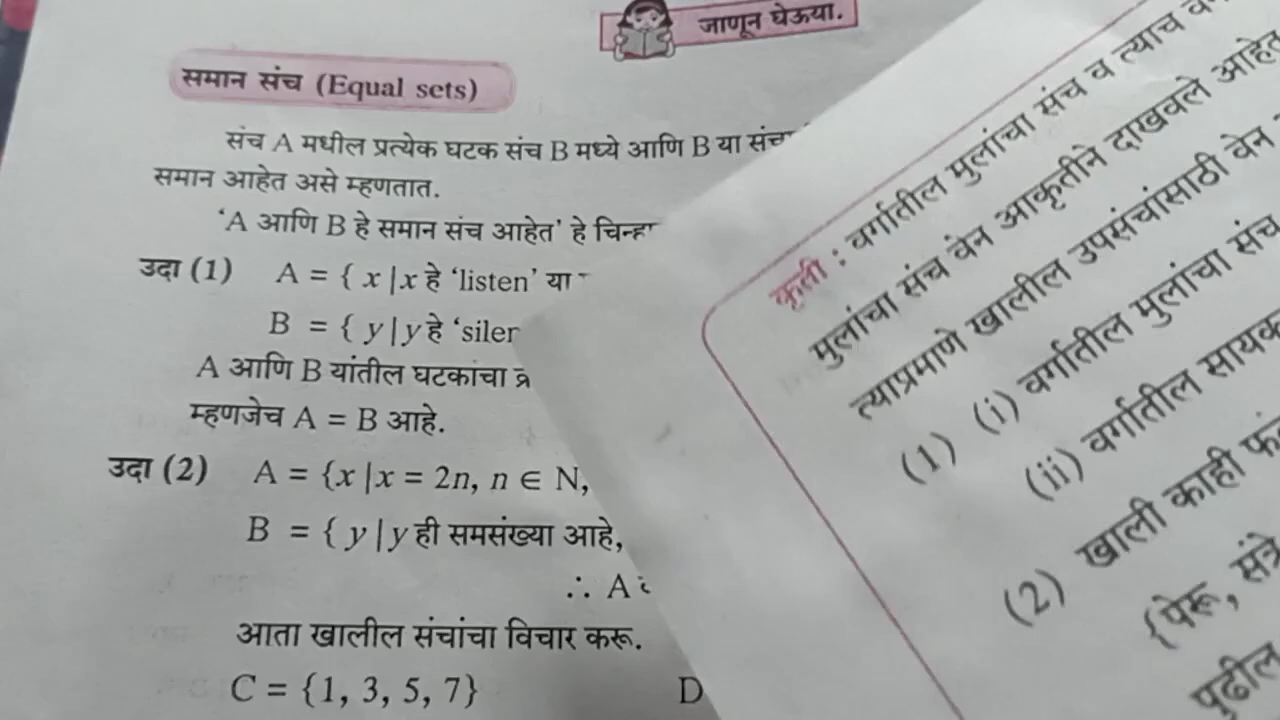 जाणून घेऊया.
समान संच (Equal sets)
संच A मधील प्रत्येक घटक संच B मध्ये आणि B या
समान आहेत असे म्हणतात.
‘A आणि B हे समान संच आहेत’ हे
उदा (1) A = { x | x हे ‘listen’ या
B = { y | y हे
A आणि B यांतील घटकांचा
म्हणजेच A = B आहे.
उदा (2) A = {x | x = 2n, n ∈ N,
B = { y | y ही समसंख्या आहे,
∴ A
आता खालील संचांचा विचार करू.
C = {1, 3, 5, 7} D
कृती : वर्गातील मुलांचा संच व त्याच
मुलांचा संच वेन आकृतीने दाखवले आहेत
त्याप्रमाणे खालील उपसंचांसाठी वेन
(1) (i) वर्गातील मुलांचा संच
(ii) वर्गातील
(2) खाली काही
{पेरू, संत्रे
पुढील